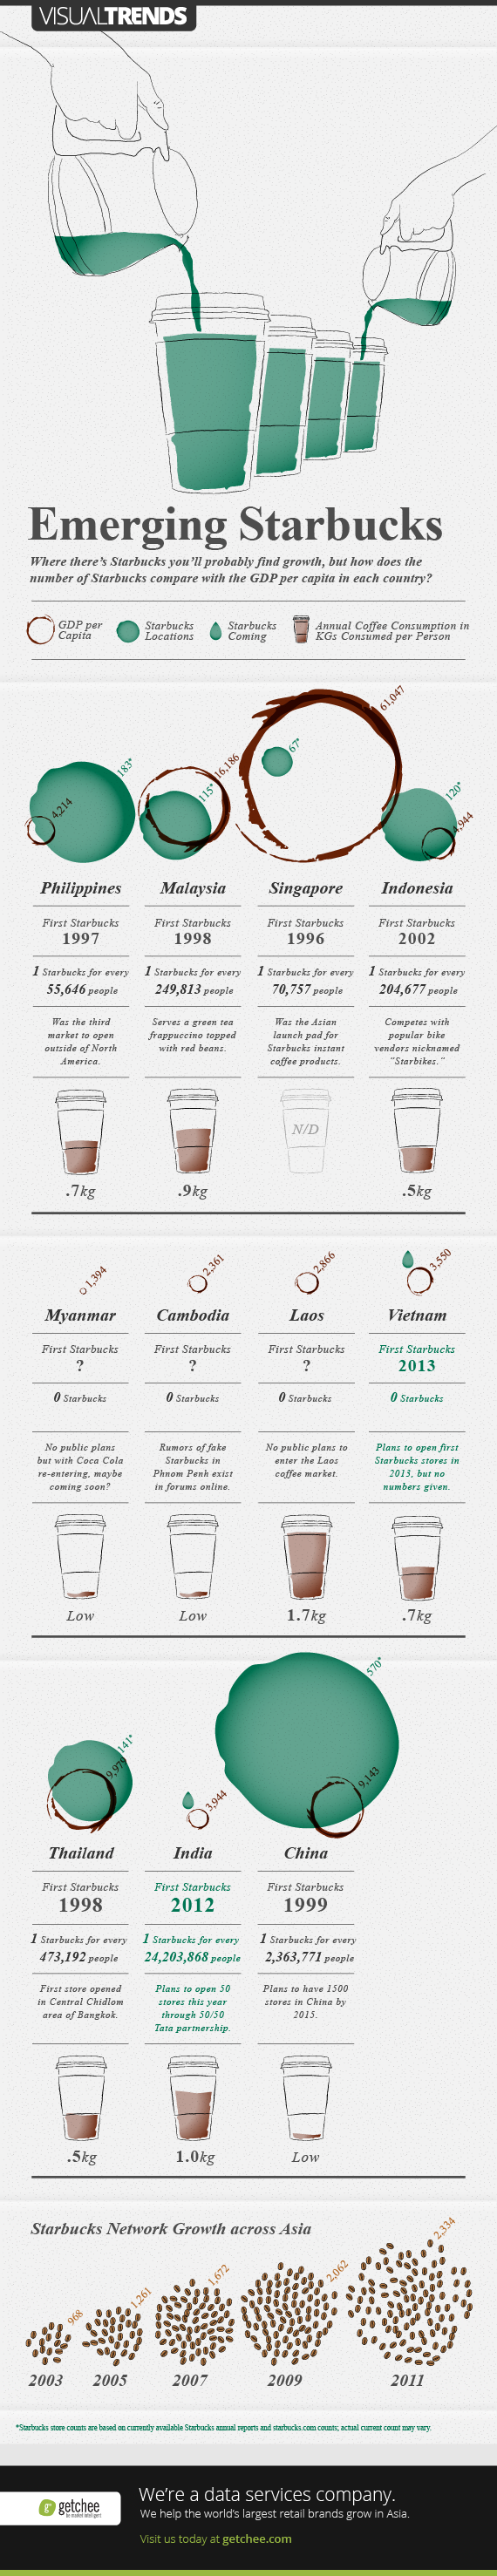 VISUALTRENDS
Emerging Starbucks
Where there's Starbucks you'll probably find growth, but how does the
number of Starbucks compare with the GDP per capita in each country?
GDP per
Capita
Starbucks
Locations
Starbucks
Coming
Annual Coffee Consumption in
KGs Consumed per Person
4,214
183*
16,186
115*
61,047
67*
120*
4,944
Philippines
First Starbucks
1997
1 Starbucks for every
55,646 people
Was the third
market to open
outside of North
America.
.7kg
Malaysia
First Starbucks
1998
1 Starbucks for every
249,813 people
Serves a green tea
frappuccino topped
with red beans.
.9kg
Singapore
First Starbucks
1996
1 Starbucks for every
70,757 people
Was the Asian
launch pad for
Starbucks instant
coffee products.
N/D
Indonesia
First Starbucks
2002
1 Starbucks for every
204,677 people
Competes with
popular bike
vendors nicknamed
"Starbikes."
.5kg
1,394
Myanmar
First Starbucks
?
0 Starbucks
No public plans
but with Coca Cola
re-entering, maybe
coming soon?
Low
2,361
Cambodia
First Starbucks
?
0 Starbucks
Rumors of fake
Starbucks in
Phnom Penh exist
in forums online.
Low
2,866
Laos
First Starbucks
?
0 Starbucks
No public plans to
enter the Laos
coffee market.
1.7kg
3,550
Vietnam
First Starbucks
2013
0 Starbucks
Plans to open first
Starbucks stores in
2013, but no
numbers given.
.7kg
141*
9,979
Thailand
First Starbucks
1998
1 Starbucks for every
473,192 people
First store opened
in Central Chidlom
area of Bangkok.
.5kg
3,944
India
First Starbucks
2012
1 Starbucks for every
24,203,868 people
Plans to open 50
stores this year
through 50/50
Tata partnership.
1.0kg
570*
9,143
China
First Starbucks
1999
1 Starbucks for every
2,363,771 people
Plans to have 1500
stores in China by
2015.
Low
Starbucks Network Growth across Asia
968
1,261
1,672
2,062
2,334
2003
2005
2007
2009
2011
*Starbucks store counts are based on currently available Starbucks annual reports and starbucks.com counts; actual current count may vary.
getchee
We're a data services company.
We help the world's largest retail brands grow in Asia.
Visit us today at getchee.com